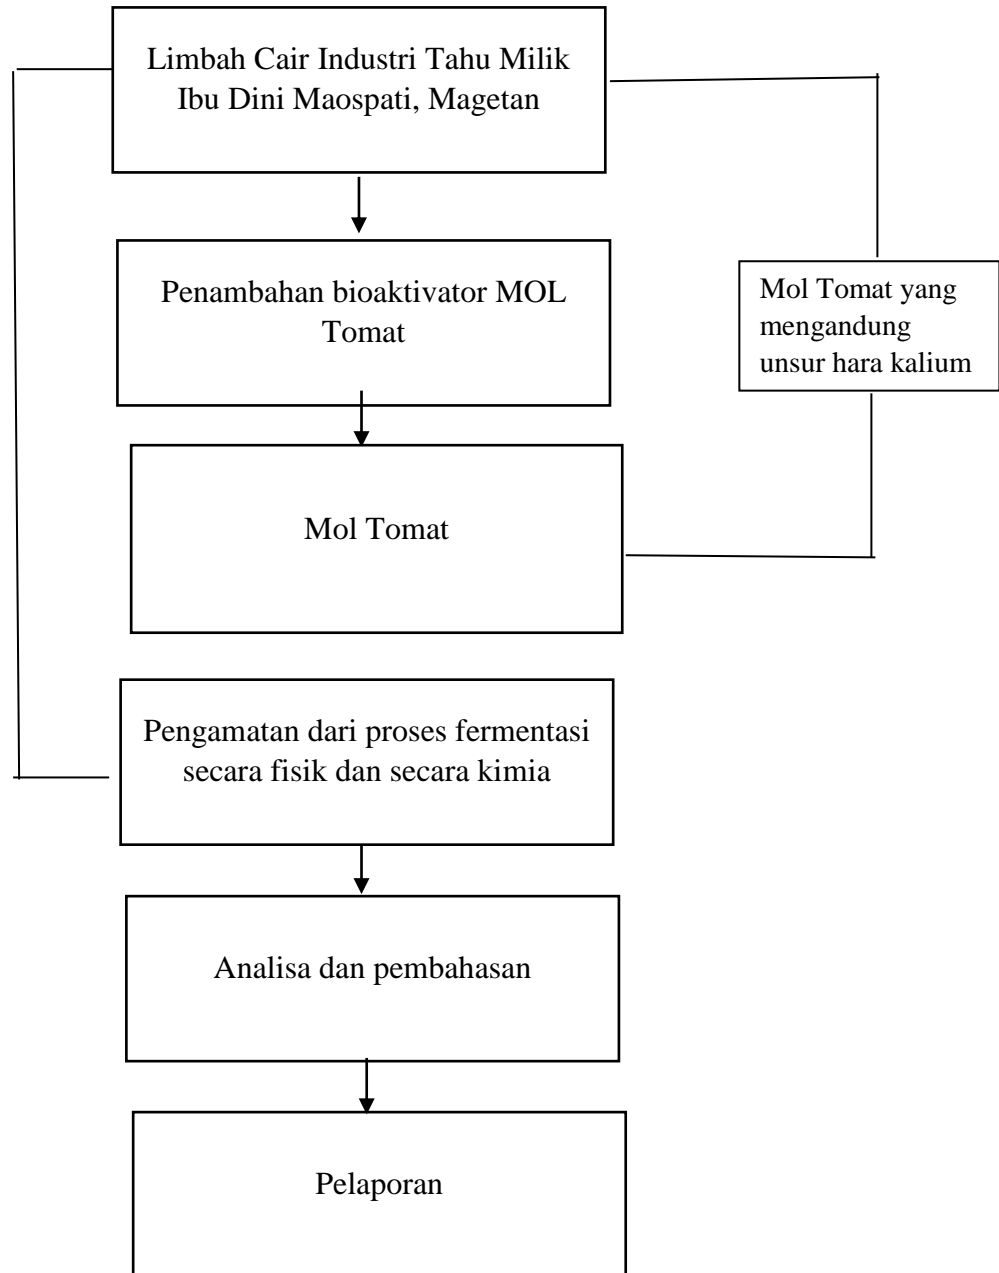 Limbah Cair Industri Tahu Milik
Ibu Dini Maospati, Magetan
Penambahan bioaktivator MOL
Tomat
Mol Tomat yang
mengandung
unsur hara kalium
Mol Tomat
Pengamatan dari proses fermentasi
secara fisik dan secara kimia
Analisa dan pembahasan
Pelaporan